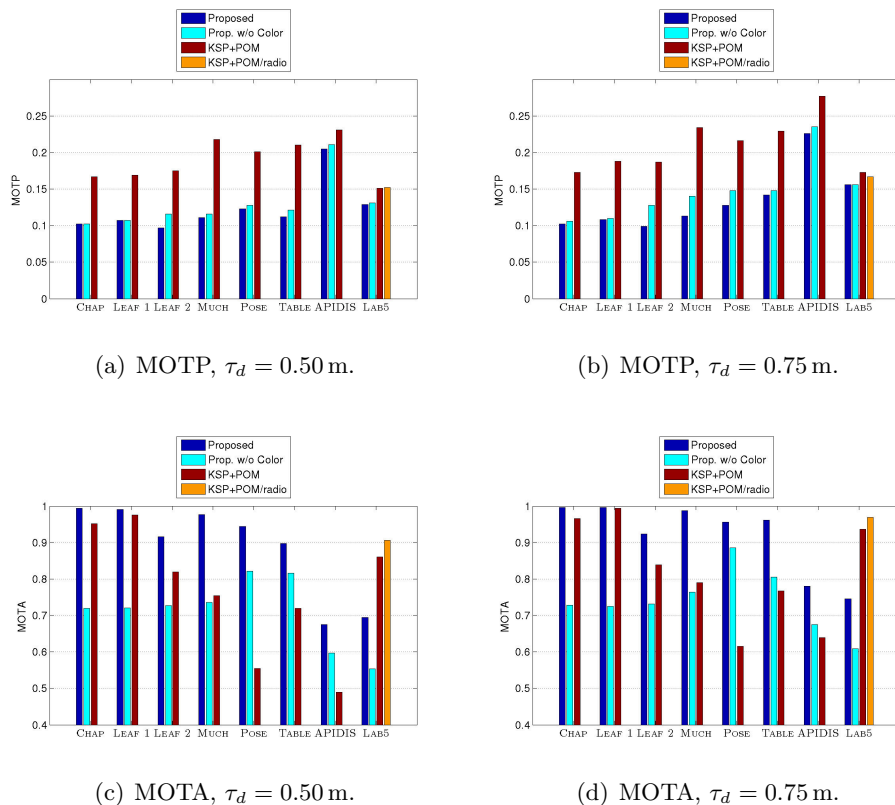 Proposed
Prop. w/o Color
KSP+POM
KSP+POM/radio
MOTP
0.25
0.2
0.15
0.1
0.05
0
CHAP LEAF 1 LEAF 2 MUCH POSE TABLE APIDIS LAB5
(a) MOTP, τd = 0.50 m.
Proposed
Prop. w/o Color
KSP+POM
KSP+POM/radio
MOTP
0.25
0.2
0.15
0.1
0.05
0
CHAP LEAF 1 LEAF 2 MUCH POSE TABLE APIDIS LAB5
(b) MOTP, τd = 0.75 m.
Proposed
Prop. w/o Color
KSP+POM
KSP+POM/radio
MOTA
1
0.9
0.8
0.7
0.6
0.5
0.4
CHAP LEAF 1 LEAF 2 MUCH POSE TABLE APIDIS LAB5
(c) MOTA, τd = 0.50 m.
Proposed
Prop. w/o Color
KSP+POM
KSP+POM/radio
MOTA
1
0.9
0.8
0.7
0.6
0.5
0.4
CHAP LEAF 1 LEAF 2 MUCH POSE TABLE APIDIS LAB5
(d) MOTA, τd = 0.75 m.